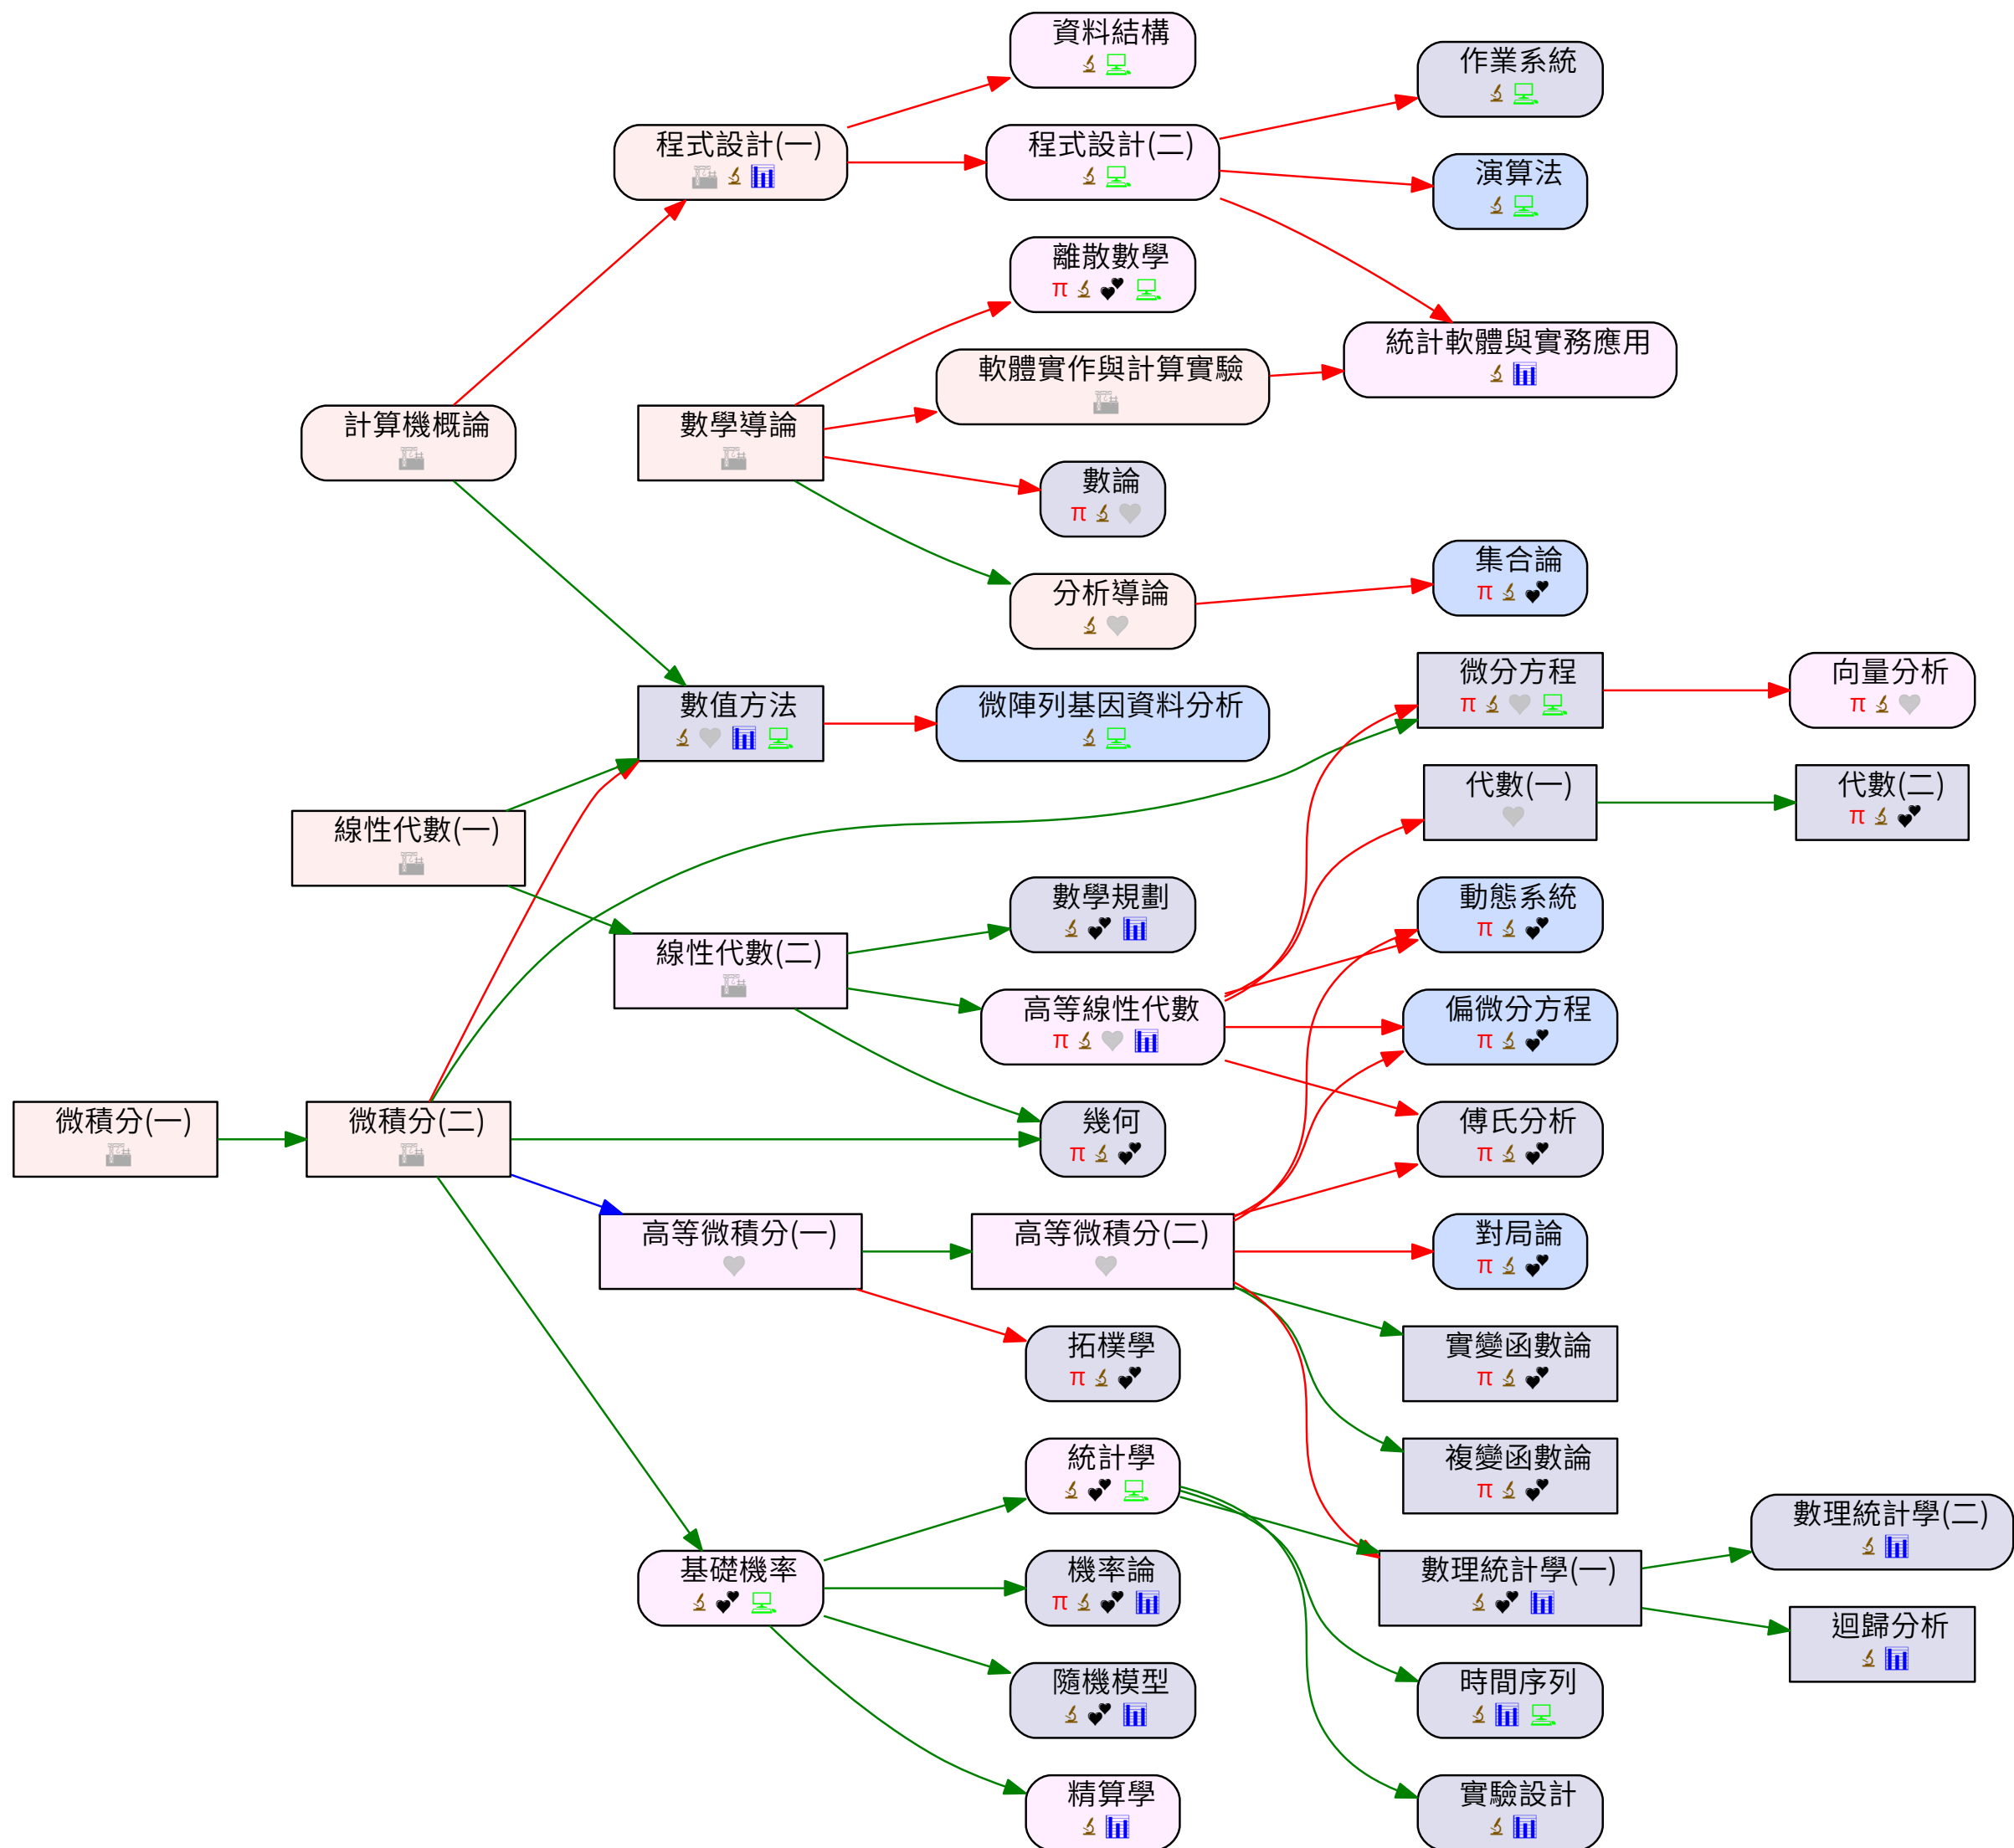 資料結構
作業系統
程式設計(一)
程式設計(二)
演算法
離散數學
統計軟體與實務應用
計算機概論
數學導論
軟體實作與計算實驗
數論
π
π
分析導論
集合論
π
數值方法
微陣列基因資料分析
微分方程
π
向量分析
π
線性代數(一)
代數(一)
代數(二)
π
線性代數(二)
數學規劃
動態系統
π
高等線性代數
π
偏微分方程
π
微積分(一)
微積分(二)
幾何
π
傅氏分析
π
高等微積分(一)
高等微積分(二)
對局論
π
拓樸學
π
實變函數論
π
統計學
複變函數論
π
數理統計學(二)
基礎機率
機率論
π
數理統計學(一)
迴歸分析
隨機模型
時間序列
精算學
實驗設計